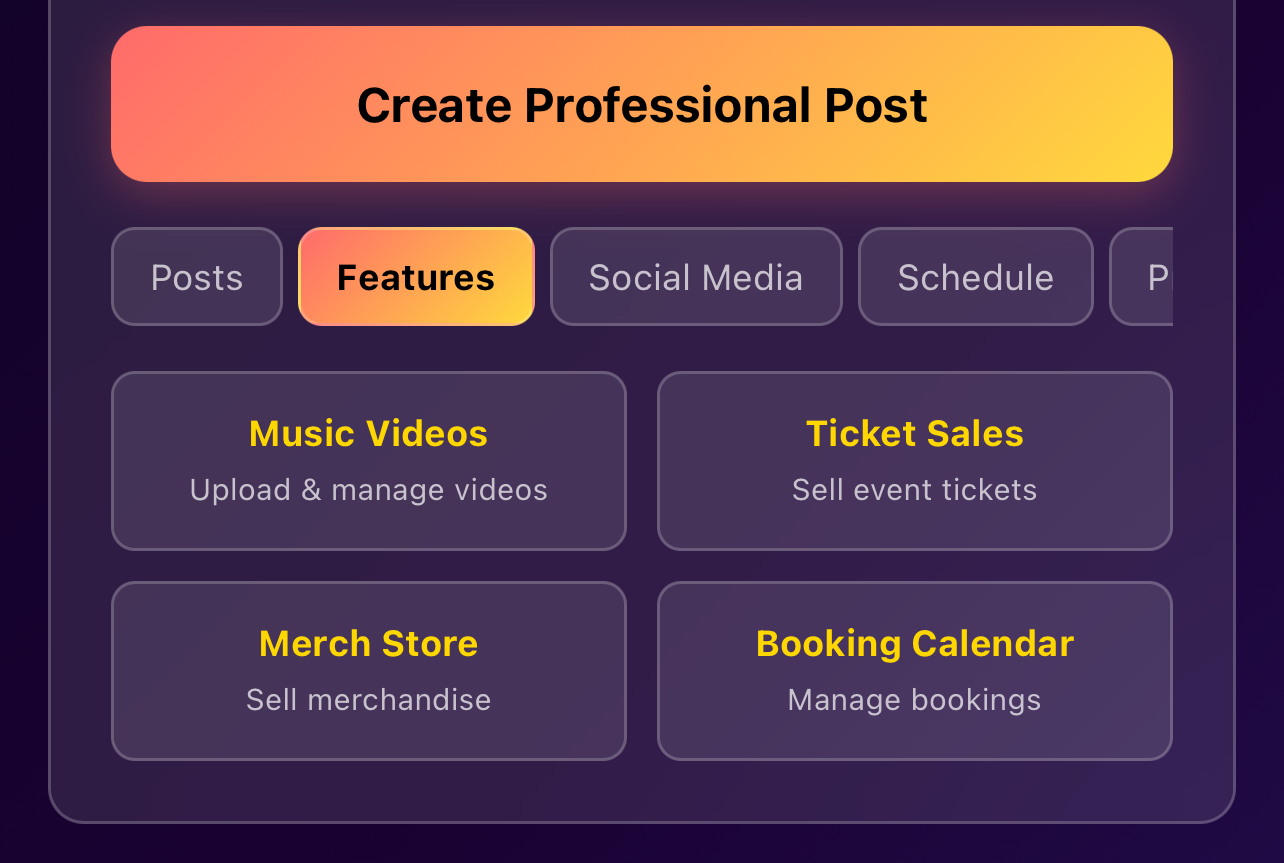 Create Professional Post
Posts
Features
Social Media
Schedule
Music Videos
Upload & manage videos
Ticket Sales
Sell event tickets
Merch Store
Sell merchandise
Booking Calendar
Manage bookings